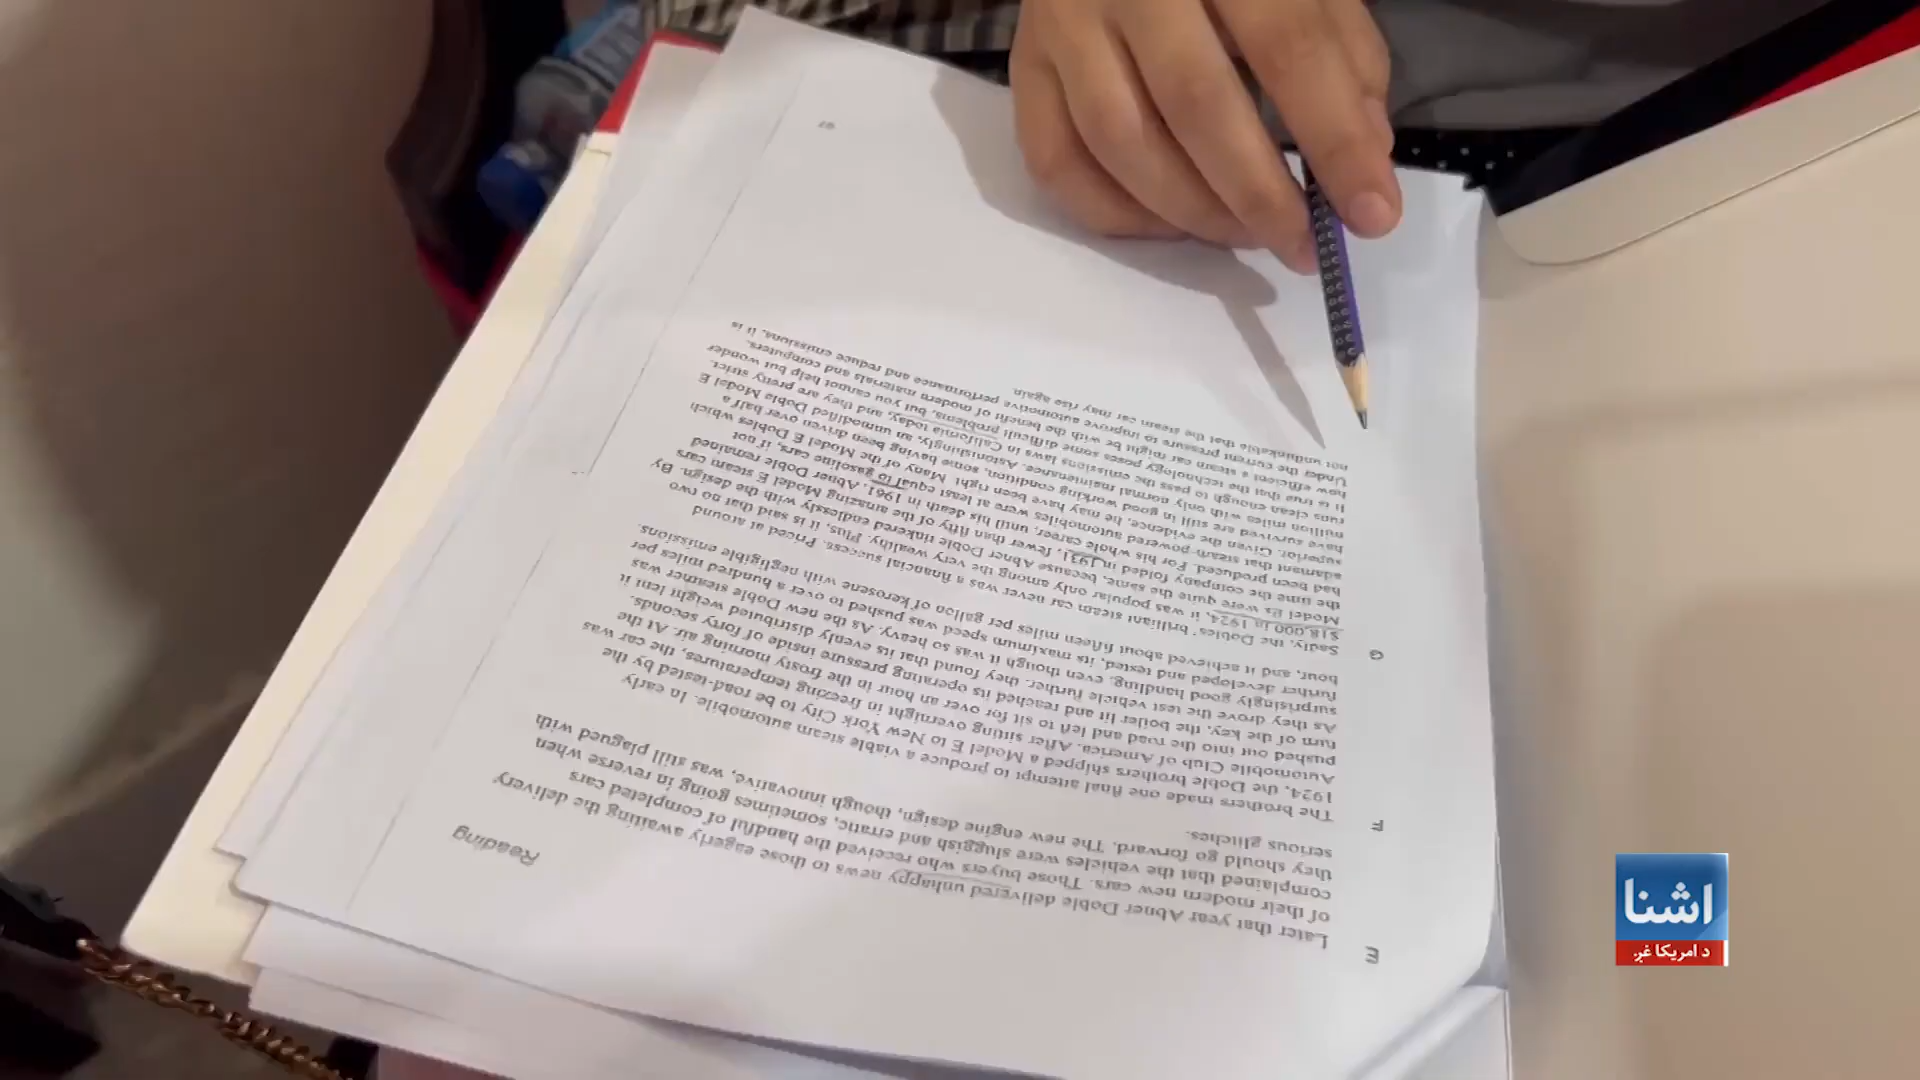 Reading
E
Later that year Abner Doble delivered unhappy news to those eagerly awaiting the delivery
of their modern new cars. Those buyers who received the handful of completed cars
complained that the vehicles were sluggish and erratic, sometimes going in reverse when
they should go forward. The new engine design, though innovative, was still plagued with
serious glitches.
F
The brothers made one final attempt to produce a viable steam automobile. In early
1924, the Doble brothers shipped a Model E to New York City to be road-tested by the
Automobile Club of America. After sitting overnight in freezing temperatures, the car was
pushed out into the road and left to sit for over an hour in the frosty morning air. At the
turn of the key, the boiler lit and reached its operating pressure inside of forty seconds.
As they drove the test vehicle further, they found that its evenly distributed weight lent it
surprisingly good handling, even though it was so heavy. As the new Doble steamer was
further developed and tested, its maximum speed was pushed to over a hundred miles per
hour, and it achieved about fifteen miles per gallon of kerosene with negligible emissions.
G
Sadly, the Dobles' brilliant steam car never was a financial success. Priced at around
$18,000 in 1924, it was popular only among the very wealthy. Plus, it is said that no two
Model Es were quite the same, because Abner Doble tinkered endlessly with the design. By
the time the company folded in 1931, fewer than fifty of the amazing Model E steam cars
had been produced. For his whole career, until his death in 1961, Abner Doble remained
adamant that steam-powered automobiles were at least equal to gasoline cars, if not
superior. Given the evidence, he may have been right. Many of the Model E Dobles which
have survived are still in good working condition, some having been driven over half a
million miles with only normal maintenance. Astonishingly, an unmodified Doble Model E
runs clean enough to pass the emissions laws in California today, and they are pretty strict.
It is true that the technology poses some difficult problems, but you cannot help but wonder
how efficient a steam car might be with the benefit of modern materials and computers.
Under the current pressure to improve automotive performance and reduce emissions, it is
not unthinkable that the steam car may rise again.
اشنا
د امریکا غږ